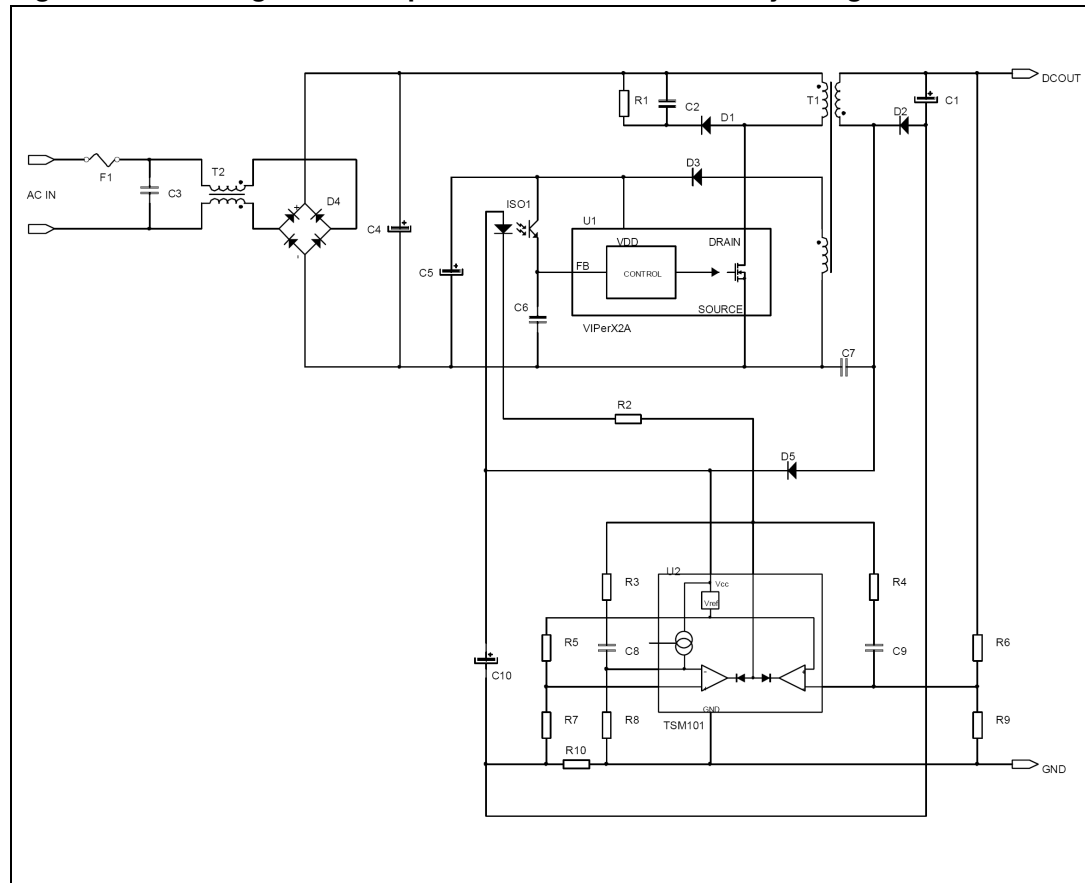 DCOUT
R1
C2
T1
D1
D2
C1
AC IN
F1
C3
T2
D4
D3
ISO1
U1
C4
C5
VDD
DRAIN
FB
CONTROL
C6
SOURCE
VIPerX2A
C7
R2
D5
R3
U2
Vcc
Vref
R4
R5
C8
C9
R6
C10
R7
R8
GND
TSM101
R9
R10
GND